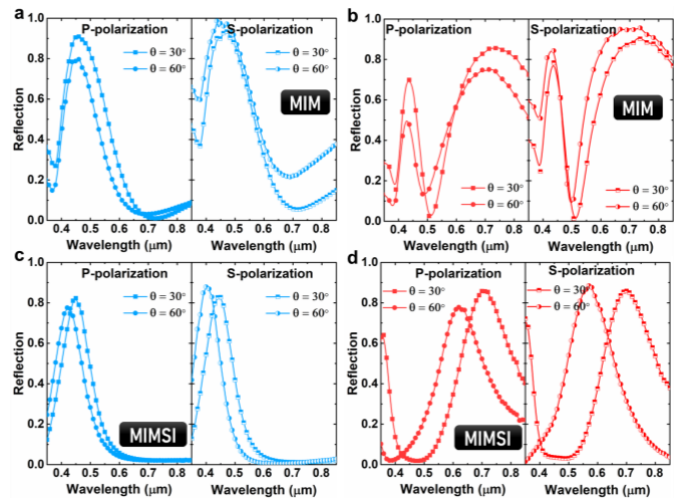 a
P-polarization
θ = 30°
θ = 60°
S-polarization
θ = 30°
θ = 60°
MIM
Reflection
1.0
0.8
0.6
0.4
0.2
0.0
0.4 0.5 0.6 0.7 0.8
0.4 0.5 0.6 0.7 0.8
Wavelength (μm)
Wavelength (μm)
b
P-polarization
S-polarization
MIM
θ = 30°
θ = 60°
θ = 30°
θ = 60°
Reflection
1.0
0.8
0.6
0.4
0.2
0.0
0.4 0.5 0.6 0.7 0.8
0.4 0.5 0.6 0.7 0.8
Wavelength (μm)
Wavelength (μm)
c
P-polarization
θ = 30°
θ = 60°
S-polarization
θ = 30°
θ = 60°
MIMSI
Reflection
1.0
0.8
0.6
0.4
0.2
0.0
0.4 0.5 0.6 0.7 0.8
0.4 0.5 0.6 0.7 0.8
Wavelength (μm)
Wavelength (μm)
d
P-polarization
θ = 30°
θ = 60°
S-polarization
θ = 30°
θ = 60°
MIMSI
Reflection
1.0
0.8
0.6
0.4
0.2
0.0
0.4 0.5 0.6 0.7 0.8
0.4 0.5 0.6 0.7 0.8
Wavelength (μm)
Wavelength (μm)